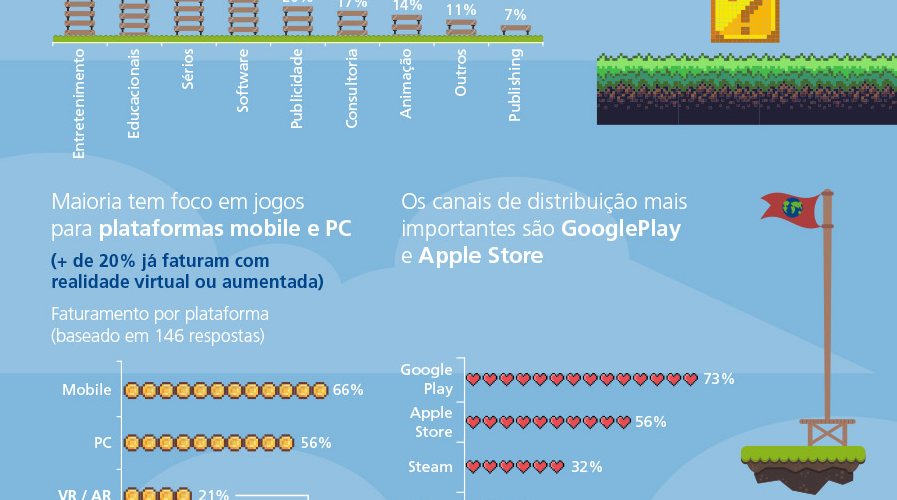 17%
14%
11%
7%
Entretenimento
Educacionais
Sérios
Software
Publicidade
Consultoria
Animação
Outros
Publishing
Maioria tem foco em jogos
para plataformas mobile e PC
(+ de 20% já faturam com
realidade virtual ou aumentada)
Faturamento por plataforma
(baseado em 146 respostas)
Mobile 66%
PC 56%
VR / AR 21%
Os canais de distribuição mais
importantes são GooglePlay
e Apple Store
Google
Play 73%
Apple
Store 56%
Steam 32%